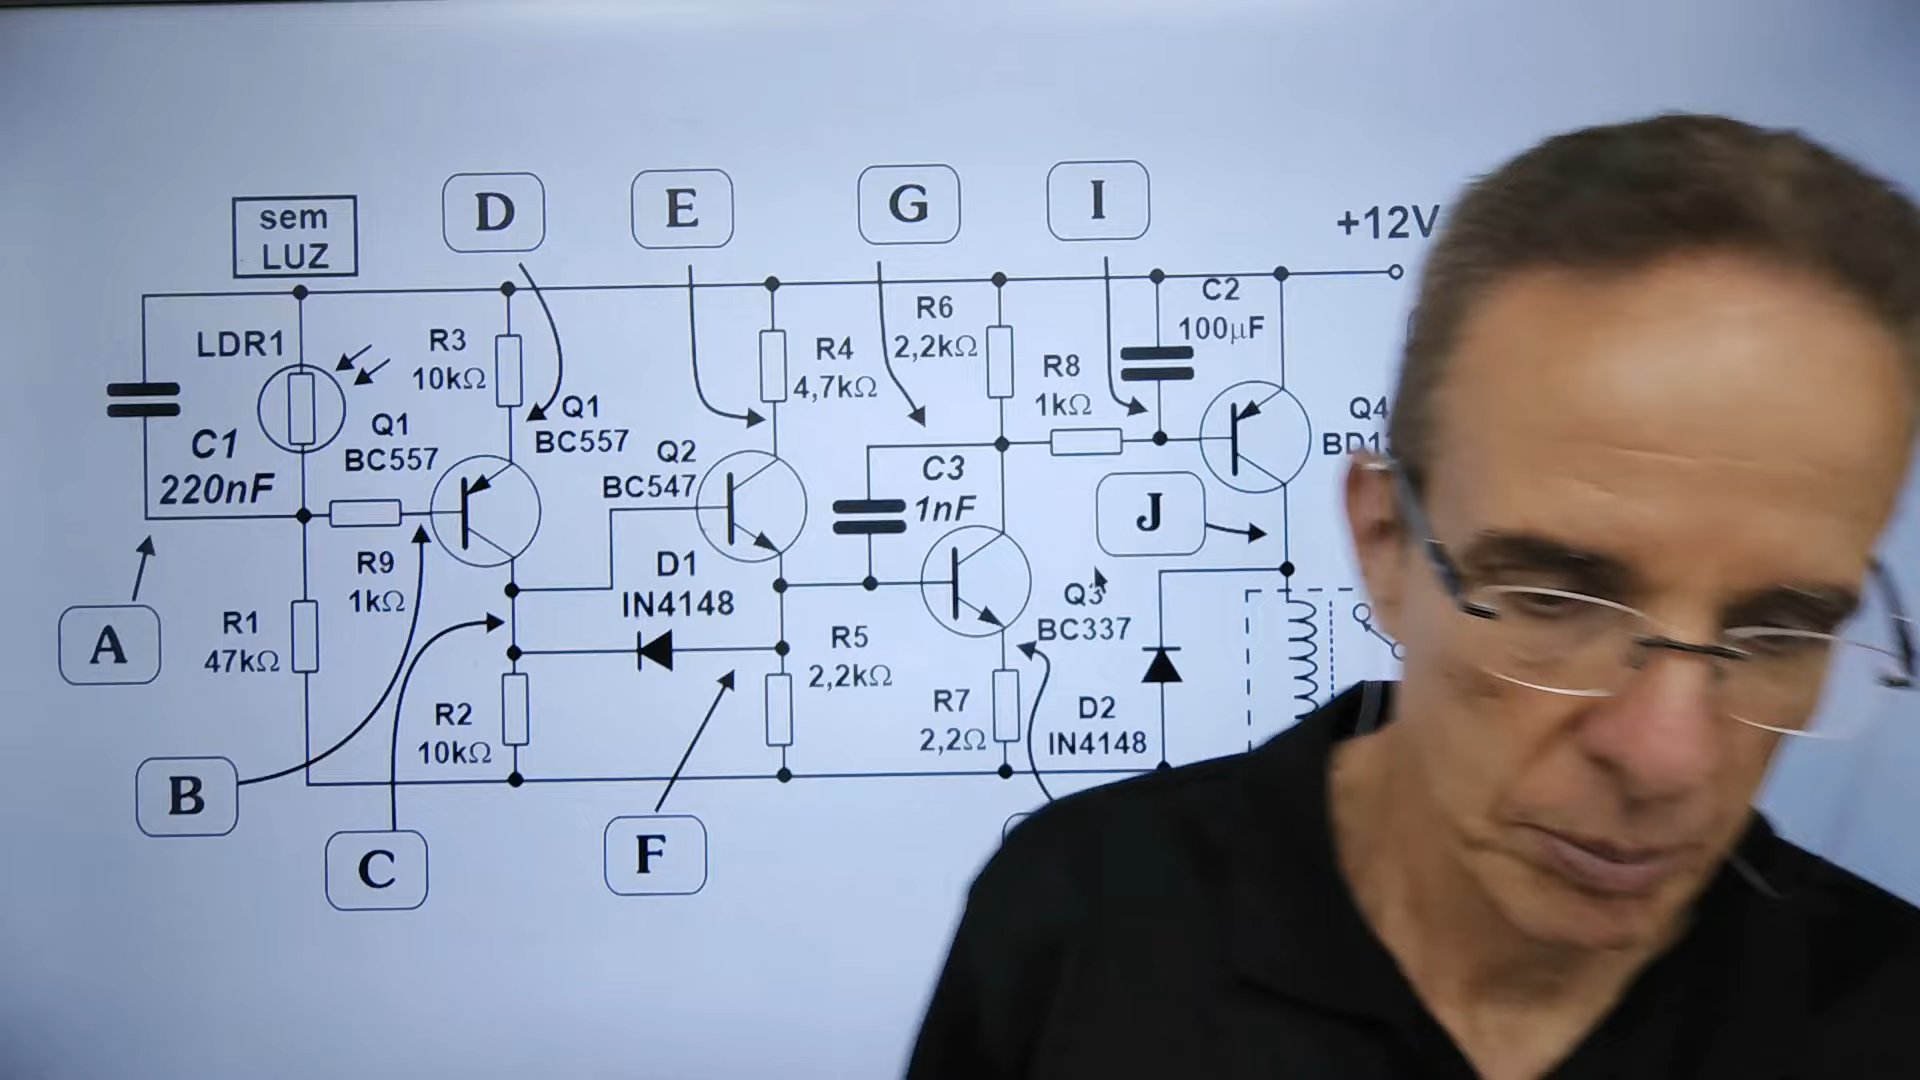 sem
LUZ
D
E
G
I
+12V
LDR1
R3
10kΩ
R4
4,7kΩ
R6
2,2kΩ
R8
1kΩ
C2
100µF
C1
220nF
Q1
BC557
Q1
BC557
Q2
BC547
C3
1nF
Q4
J
R9
1kΩ
D1
IN4148
Q3
BC337
A
R1
47kΩ
R5
2,2kΩ
R2
10kΩ
R7
2,2Ω
D2
IN4148
B
C
F